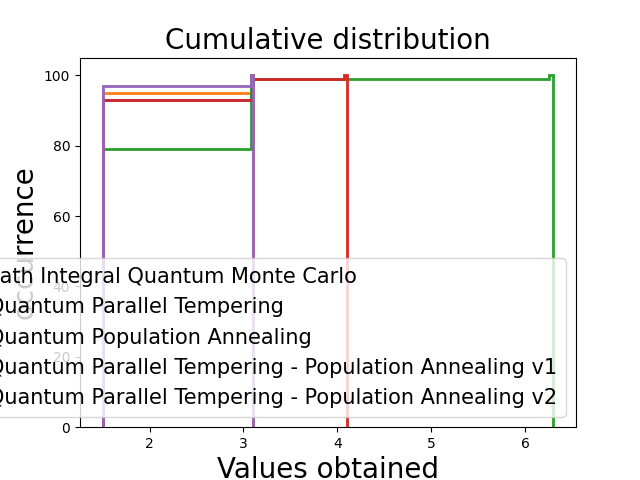 Cumulative distribution
100
80
60
40
20
0
occurrence
ath Integral Quantum Monte Carlo
Quantum Parallel Tempering
Quantum Population Annealing
Quantum Parallel Tempering - Population Annealing v1
Quantum Parallel Tempering - Population Annealing v2
2 3 4 5 6
Values obtained